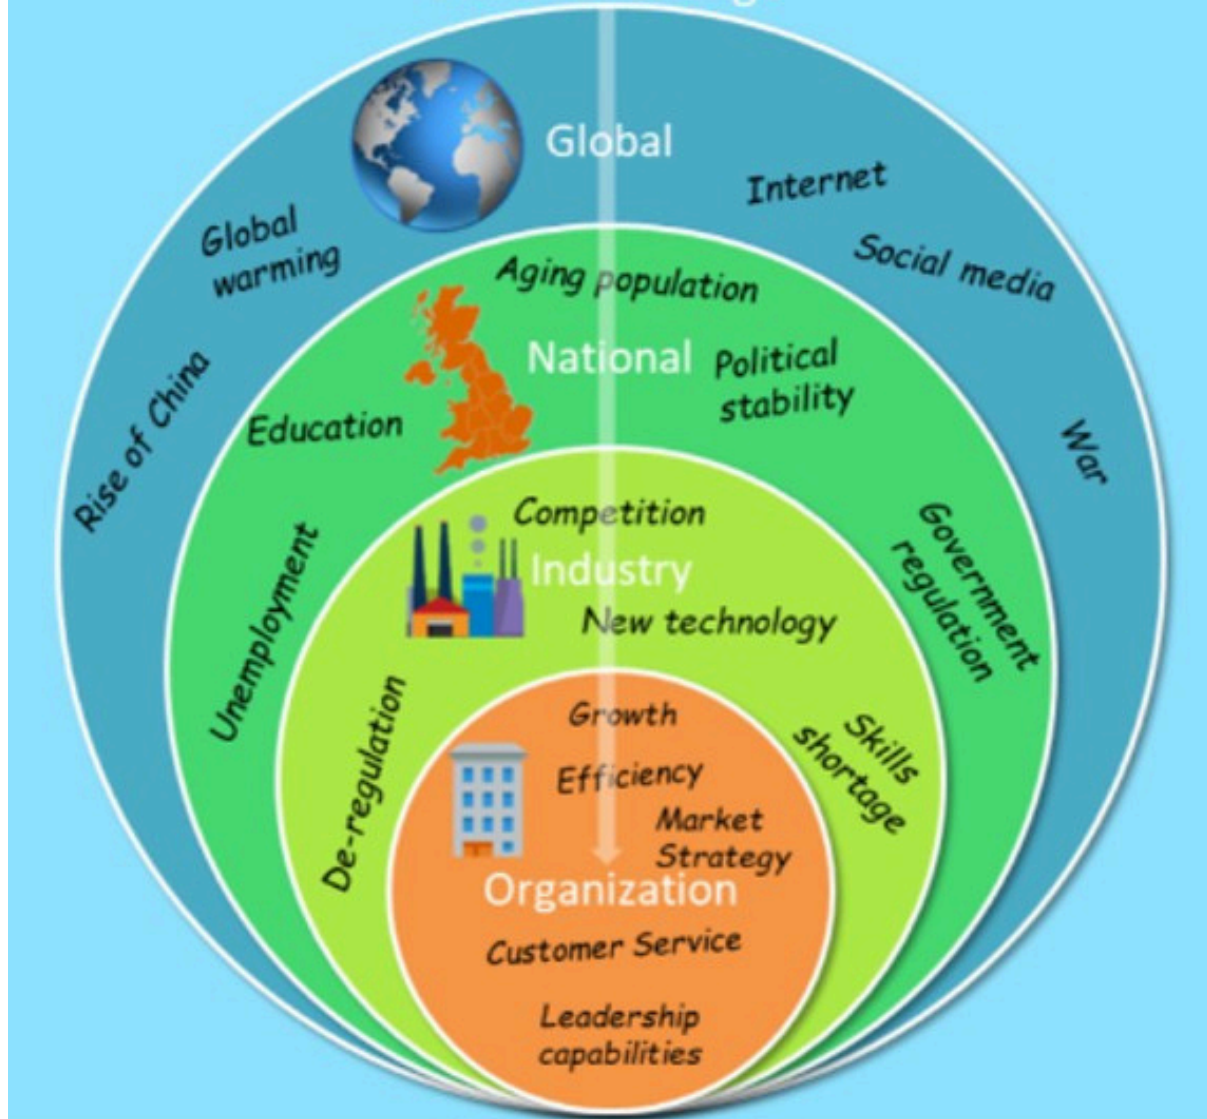 Global
Internet
Global
warming
Social media
Rise of China
War
Aging population
National
Political
stability
Education
Unemployment
Government
regulation
Competition
Industry
New technology
De-regulation
Skills
shortage
Growth
Efficiency
Market
Strategy
Organization
Customer Service
Leadership
capabilities